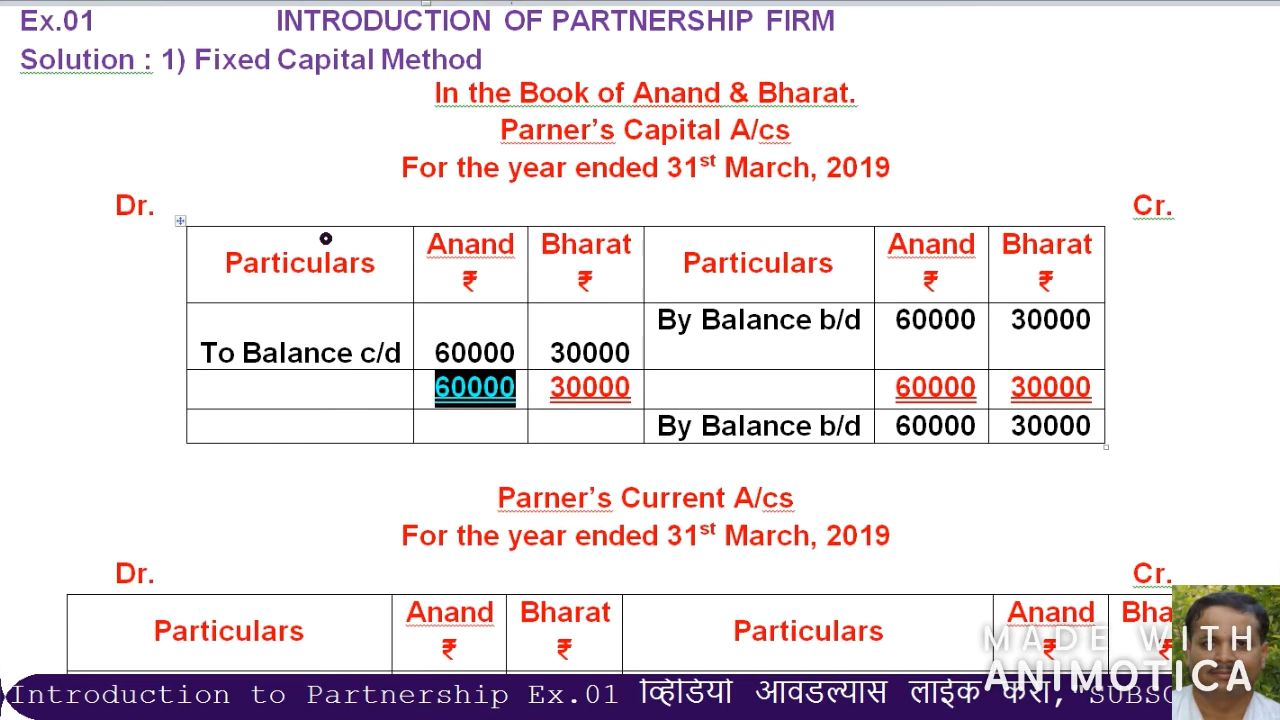 Ex.01 INTRODUCTION OF PARTNERSHIP FIRM
Solution : 1) Fixed Capital Method
In the Book of Anand & Bharat.
Parner's Capital A/cs
For the year ended 31st March, 2019
Dr. Cr.
Particulars Anand ₹ Bharat ₹ Particulars Anand ₹ Bharat ₹
By Balance b/d 60000 30000
To Balance c/d 60000 30000
60000 30000 60000 30000
By Balance b/d 60000 30000
Parner's Current A/cs
For the year ended 31st March, 2019
Dr. Cr.
Particulars Anand ₹ Bharat ₹ Particulars Anand ₹ Bha ₹
MADE WITH
ANIMOTICA
Introduction to Partnership Ex.01 व्हिडियो आवडल्यास लाईक करा, "SUBSC